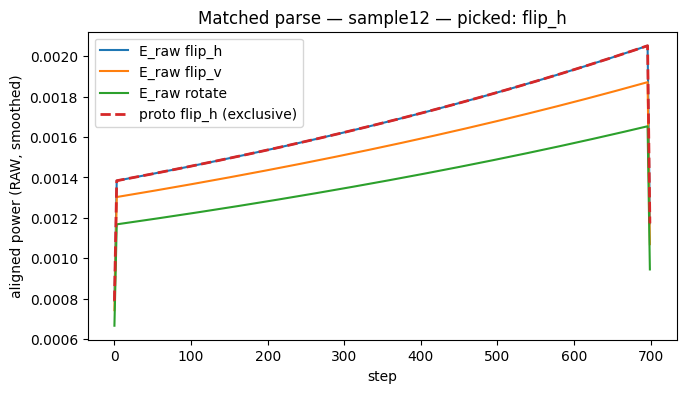 Matched parse — sample12 — picked: flip_h
aligned power (RAW, smoothed)
0.0020
0.0018
0.0016
0.0014
0.0012
0.0010
0.0008
0.0006
E_raw flip_h
E_raw flip_v
E_raw rotate
proto flip_h (exclusive)
0 100 200 300 400 500 600 700
step